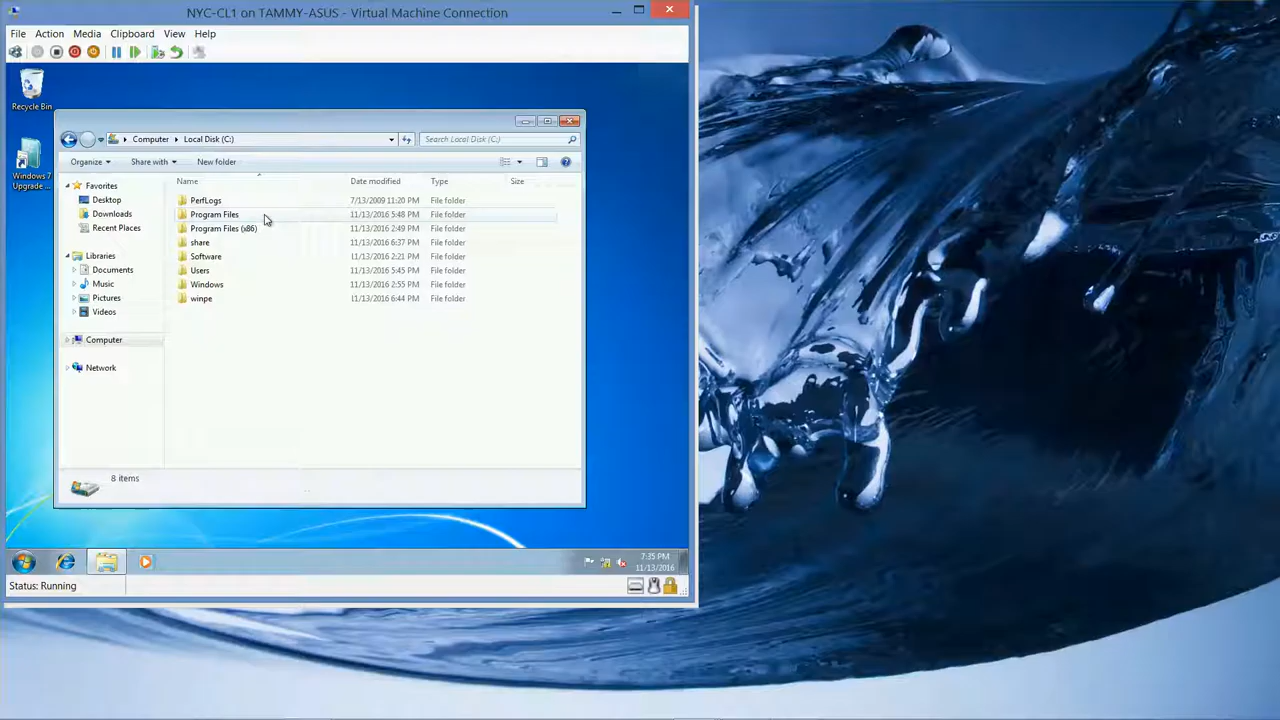 NYC-CL1 on TAMMY-ASUS - Virtual Machine Connection
File Action Media Clipboard View Help
Recycle Bin
Computer Local Disk (C:) Search Local Disk (C:)
Organize Share with New folder
Windows 7
Upgrade ...
Name Date modified Type Size
Favorites
Desktop
Downloads
Recent Places
Libraries
Documents
Music
Pictures
Videos
Computer
Network
PerfLogs 7/13/2009 11:20 PM File folder
Program Files 11/13/2016 5:48 PM File folder
Program Files (x86) 11/13/2016 2:49 PM File folder
share 11/13/2016 6:37 PM File folder
Software 11/13/2016 2:21 PM File folder
Users 11/13/2016 5:45 PM File folder
Windows 11/13/2016 2:55 PM File folder
winpe 11/13/2016 6:44 PM File folder
8 items
7:35 PM
11/13/2016
Status: Running